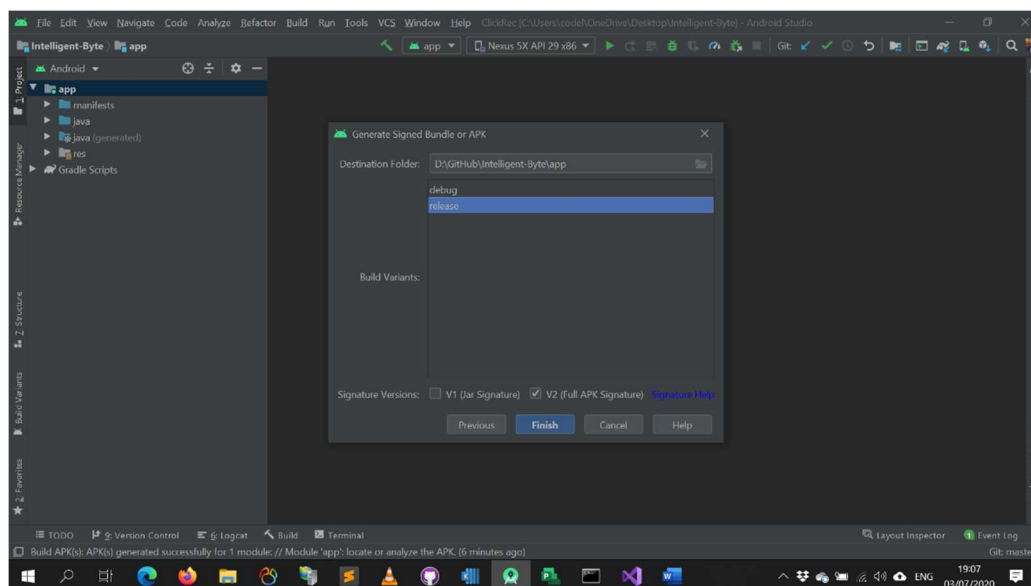 File Edit View Navigate Code Analyze Refactor Build Run Tools VCS Window Help ClickRec [C:\Users\codel\OneDrive\Desktop\Intelligent-Byte] - Android Studio
Intelligent-Byte app
app
Nexus 5X API 29 x86
Git:
Android
1: Project
app
manifests
java
java (generated)
res
Gradle Scripts
Resource Manager
Z: Structure
Build Variants
2: Favorites
Generate Signed Bundle or APK
Destination Folder: D:\GitHub\Intelligent-Byte\app
debug
release
Build Variants:
Signature Versions: V1 (Jar Signature) V2 (Full APK Signature) Signature Help
Previous Finish Cancel Help
TODO 9: Version Control 6: Logcat Build Terminal Layout Inspector 1 Event Log
Build APK(s): APK(s) generated successfully for 1 module: // Module 'app': locate or analyze the APK. (6 minutes ago) Git: maste
ENG
19:07
03/07/2020